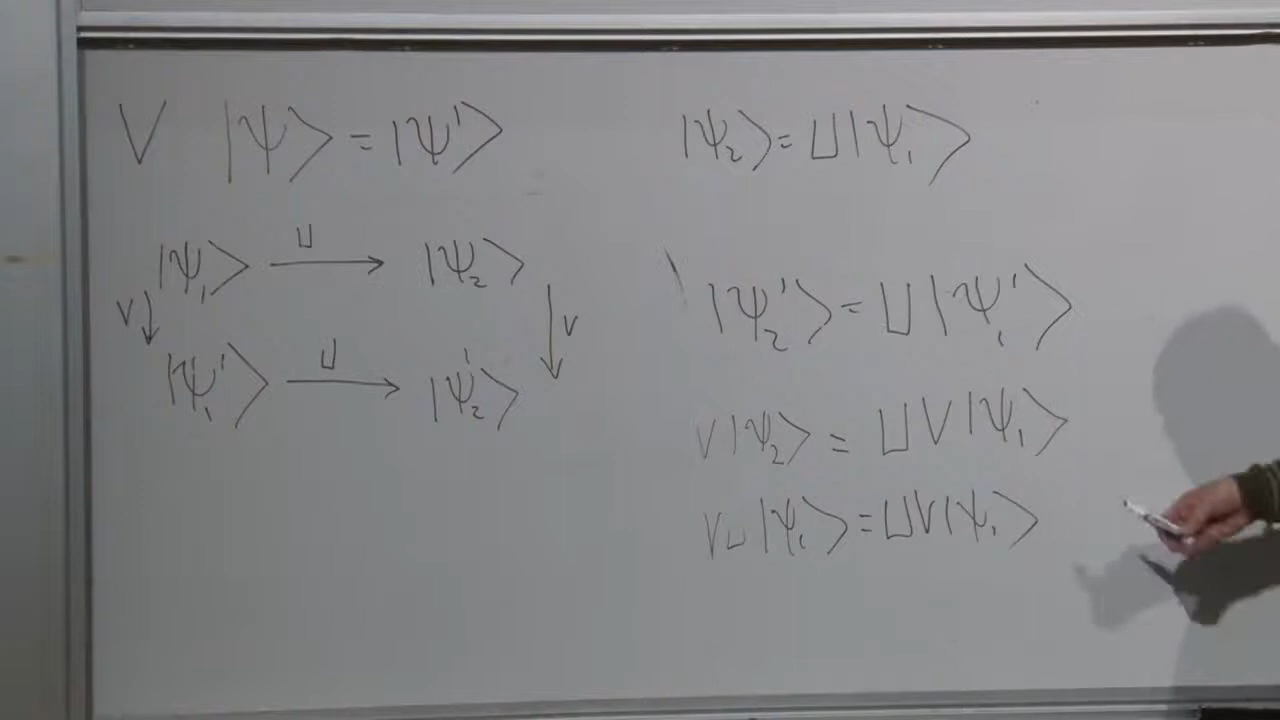 V |ψ⟩ = |ψ'⟩
|ψ₁⟩ U → |ψ₂⟩
V ↓ ↓ V
|ψ₁'⟩ U → |ψ₂'⟩
|ψ₂⟩ = U|ψ₁⟩
|ψ₂'⟩ = U|ψ₁'⟩
V|ψ₂⟩ = UV|ψ₁⟩
VU|ψ₁⟩ = UV|ψ₁⟩